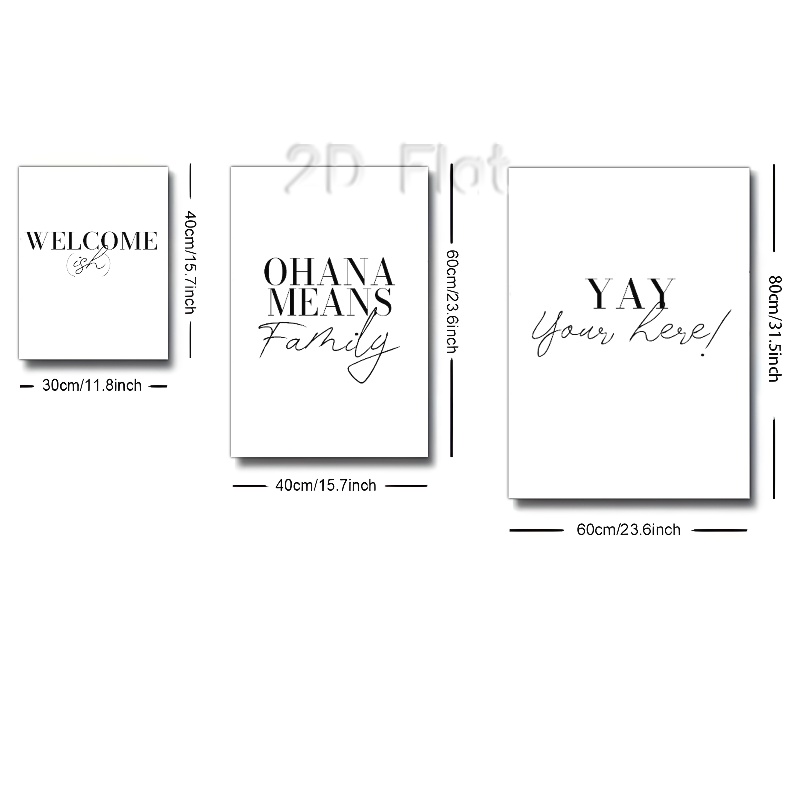 2D Flat
WELCOME
(ish)
40cm/15.7inch
30cm/11.8inch
OHANA
MEANS
Family
60cm/23.6inch
40cm/15.7inch
YAY
Your here!
80cm/31.5inch
60cm/23.6inch